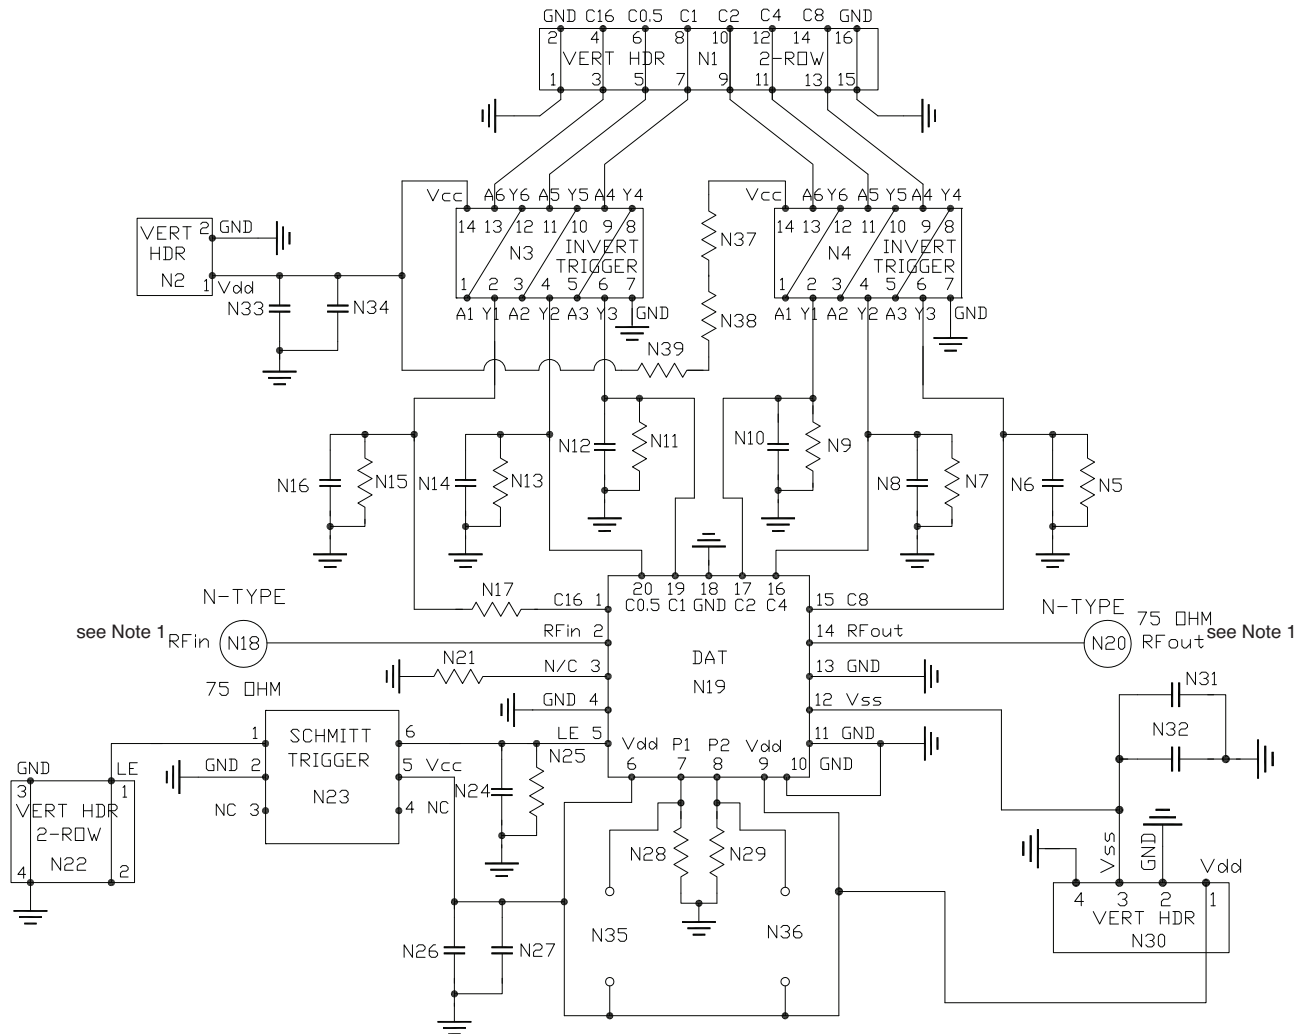 GND C16 C0.5 C1 C2 C4 C8 GND
2 4 6 8 10 12 14 16
VERT HDR N1 2-ROW
1 3 5 7 9 11 13 15
Vcc A6 Y6 A5 Y5 A4 Y4
14 13 12 11 10 9 8
N3 INVERT
TRIGGER
1 2 3 4 5 6 7
A1 Y1 A2 Y2 A3 Y3 GND
Vcc A6 Y6 A5 Y5 A4 Y4
14 13 12 11 10 9 8
N4 INVERT
TRIGGER
1 2 3 4 5 6 7
A1 Y1 A2 Y2 A3 Y3 GND
VERT 2 GND
HDR
N2 1 Vdd
N33 N34
N37
N38
N39
N16 N15 N14 N13 N12 N11 N10 N9 N8 N7 N6 N5
20 19 18 17 16
C0.5 C1 GND C2 C4
N17 C16 1
15 C8
N-TYPE
see Note 1 RFin N18 RFin 2
75 OHM
N-TYPE 75 OHM
14 RFout N20 RFout see Note 1
DAT
N19
N21 N/C 3
13 GND
GND 4
12 Vss
LE 5
11 GND
Vdd P1 P2 Vdd GND
6 7 8 9 10
N31
N32
1 SCHMITT 6
TRIGGER
GND 2 5 Vcc
N23
NC 3 4 NC
N24 N25
GND LE
3 1
VERT HDR
2-ROW
N22
4 2
N28 N29
N26 N27
N35 N36
Vss GND Vdd
4 3 2 1
VERT HDR
N30